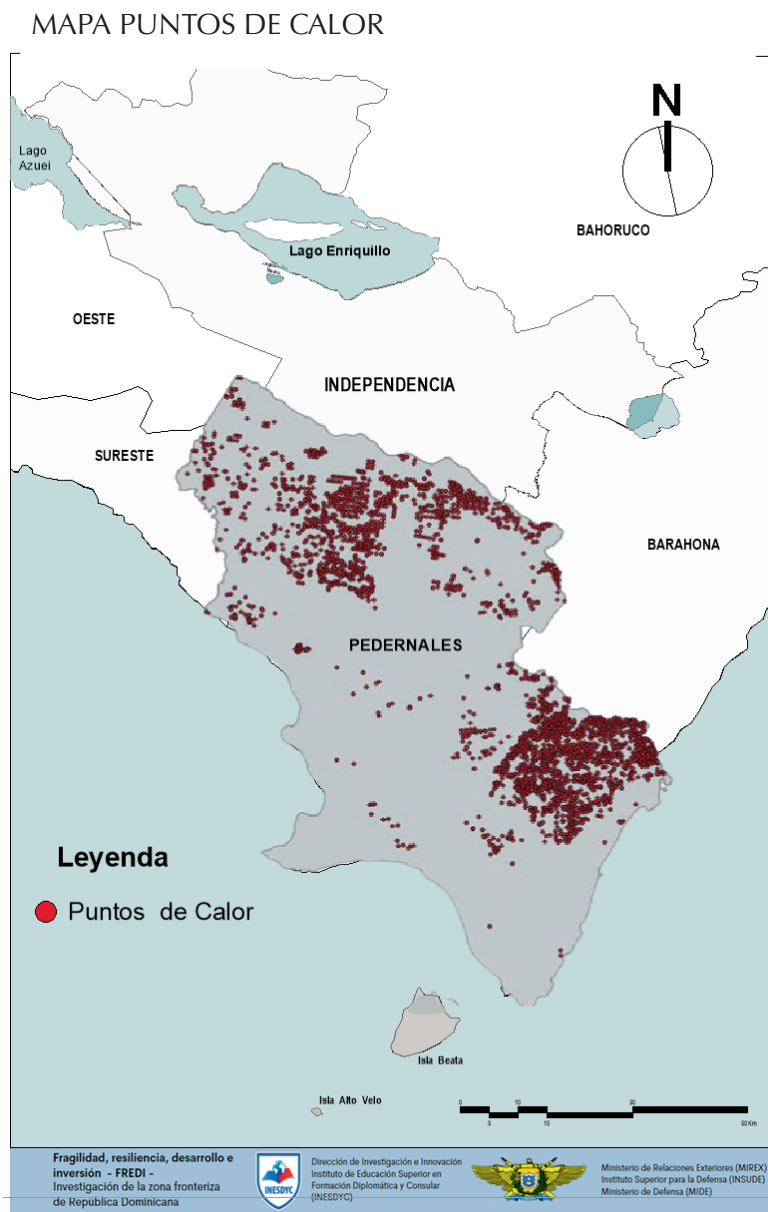 MAPA PUNTOS DE CALOR
N
Lago
Azuei
BAHORUCO
Lago Enriquillo
OESTE
INDEPENDENCIA
SURESTE
BARAHONA
PEDERNALES
Leyenda
Puntos de Calor
Isla Beata
Isla Alto Velo
0 10 30
5 15 50 Km
Fragilidad, resiliencia, desarrollo e
inversión - FREDI -
Investigación de la zona fronteriza
de República Dominicana
INESDYC
Dirección de Investigación e Innovación
Instituto de Educación Superior en
Formación Diplomática y Consular
(INESDYC)
Ministerio de Relaciones Exteriores (MIREX)
Instituto Superior para la Defensa (INSUDE)
Ministerio de Defensa (MIDE)